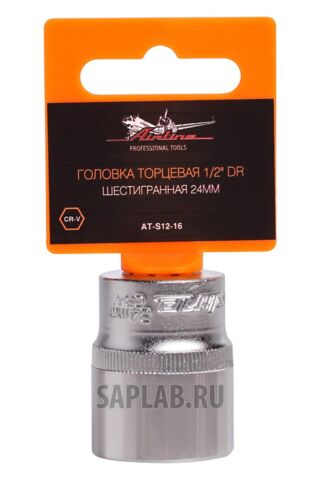 Airline
PROFESSIONAL TOOLS
ГОЛОВКА ТОРЦЕВАЯ 1/2" DR
ШЕСТИГРАННАЯ 24ММ
CR-V
AT-S12-16
SAPLAB.RU